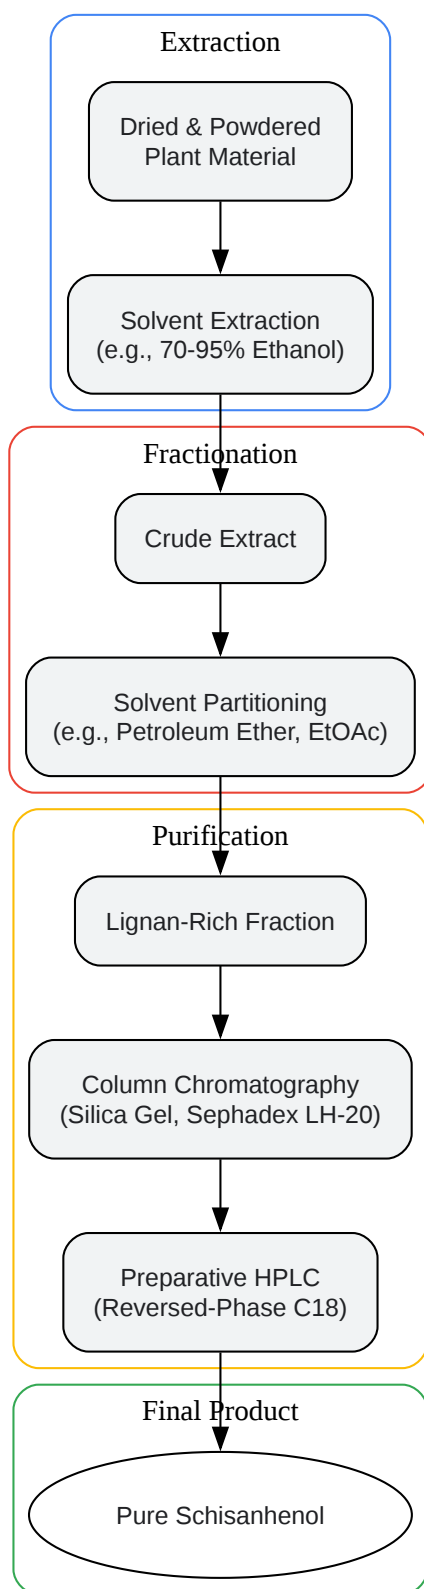 Extraction
Dried & Powdered
Plant Material
Solvent Extraction
(e.g., 70-95% Ethanol)
Fractionation
Crude Extract
Solvent Partitioning
(e.g., Petroleum Ether, EtOAc)
Purification
Lignan-Rich Fraction
Column Chromatography
(Silica Gel, Sephadex LH-20)
Preparative HPLC
(Reversed-Phase C18)
Final Product
Pure Schisanhenol